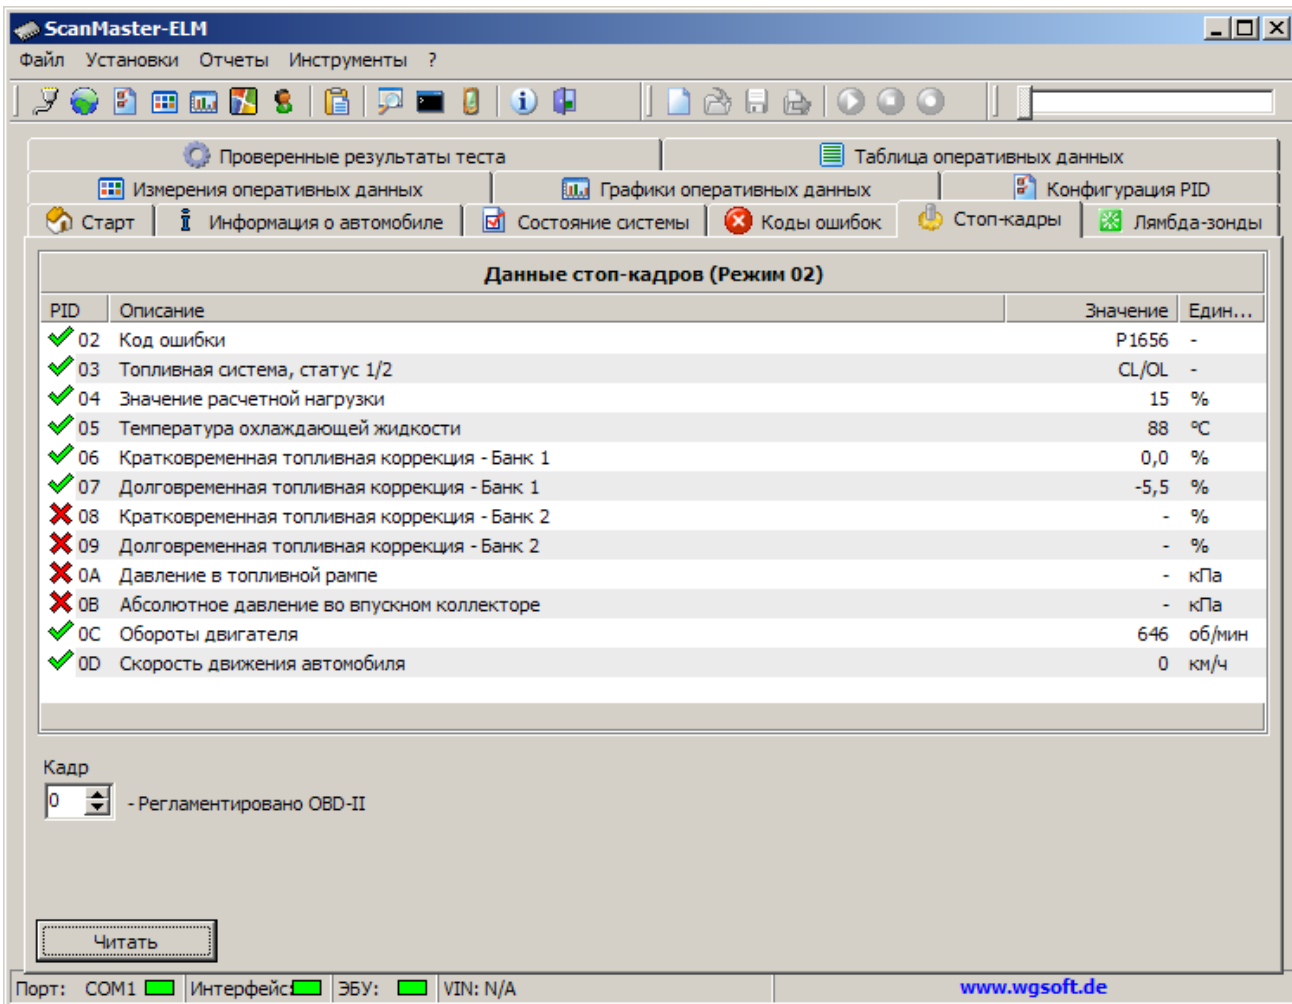 ScanMaster-ELM
Файл Установки Отчеты Инструменты ?
Проверенные результаты теста Таблица оперативных данных
Измерения оперативных данных Графики оперативных данных Конфигурация PID
Старт Информация о автомобиле Состояние системы Коды ошибок Стоп-кадры Лямбда-зонды
Данные стоп-кадров (Режим 02)
PID Описание Значение Един...
02 Код ошибки P1656 -
03 Топливная система, статус 1/2 CL/OL -
04 Значение расчетной нагрузки 15 %
05 Температура охлаждающей жидкости 88 °C
06 Кратковременная топливная коррекция - Банк 1 0,0 %
07 Долговременная топливная коррекция - Банк 1 -5,5 %
08 Кратковременная топливная коррекция - Банк 2 - %
09 Долговременная топливная коррекция - Банк 2 - %
0A Давление в топливной рампе - кПа
0B Абсолютное давление во впускном коллекторе - кПа
0C Обороты двигателя 646 об/мин
0D Скорость движения автомобиля 0 км/ч
Кадр
0 - Регламентировано OBD-II
Читать
Порт: COM1 Интерфейс: ЭБУ: VIN: N/A www.wgsoft.de